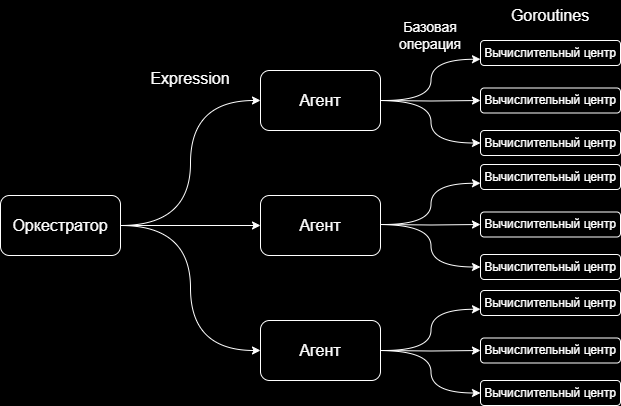 Goroutines
Базовая
операция
Вычислительный центр
Expression
Агент
Вычислительный центр
Вычислительный центр
Вычислительный центр
Оркестратор
Агент
Вычислительный центр
Вычислительный центр
Вычислительный центр
Агент
Вычислительный центр
Вычислительный центр